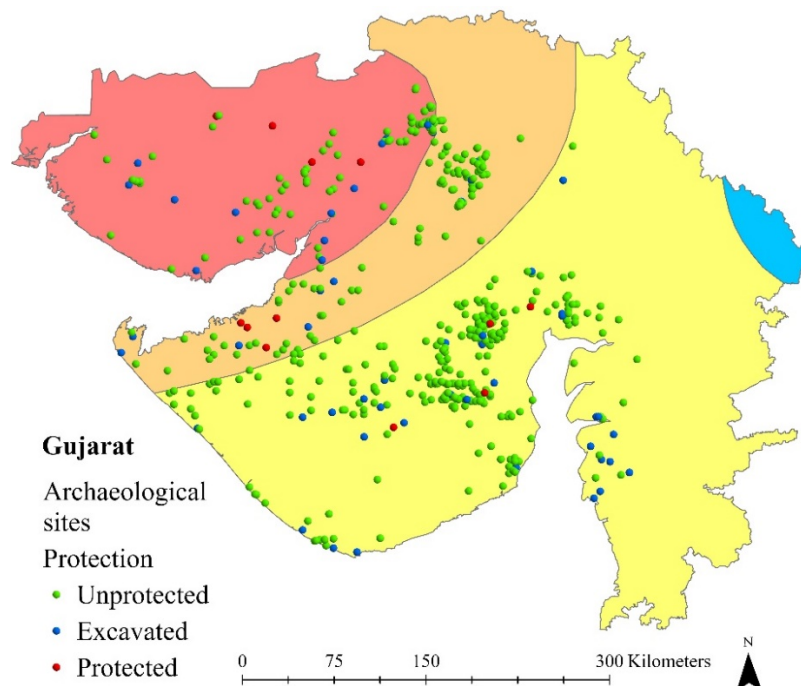 Gujarat
Archaeological
sites
Protection
Unprotected
Excavated
Protected
0 75 150 300 Kilometers
N